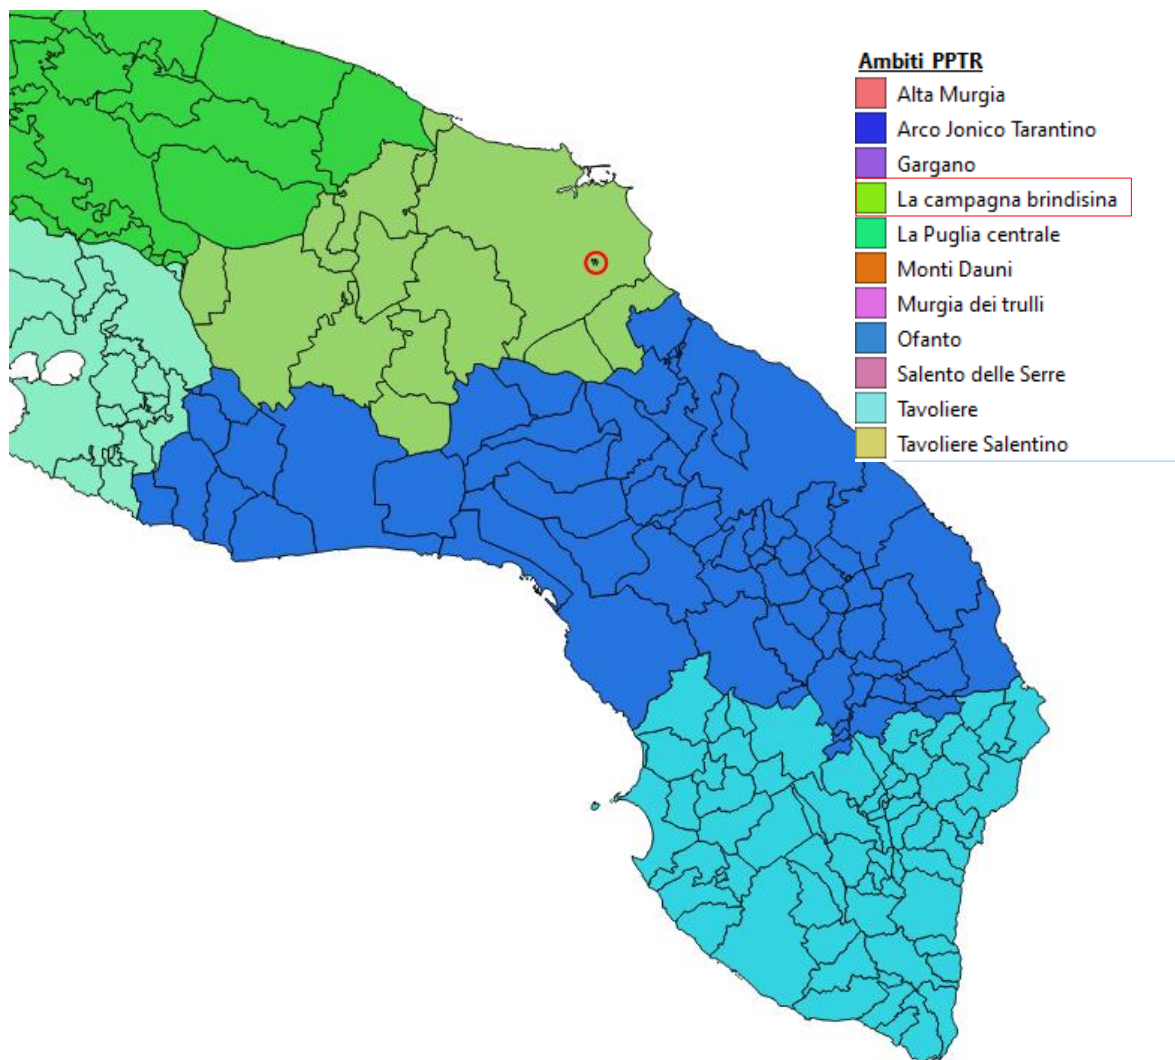 Ambiti PPTR
Alta Murgia
Arco Jonico Tarantino
Gargano
La campagna brindisina
La Puglia centrale
Monti Dauni
Murgia dei trulli
Ofanto
Salento delle Serre
Tavoliere
Tavoliere Salentino